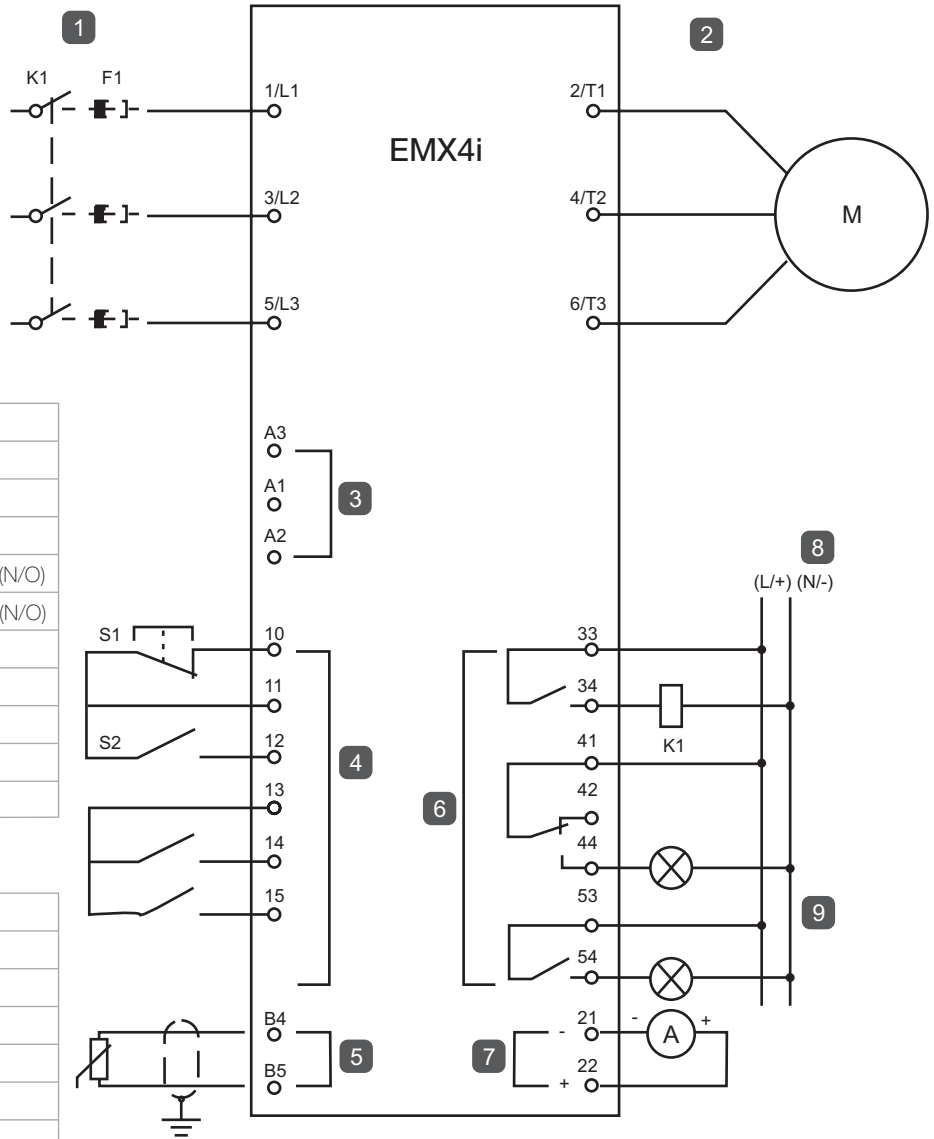 1
2
K1 F1
1/L1
2/T1
EMX4i
3/L2
4/T2
M
5/L3
6/T3
A3
A1
3
A2
8
(N/O)
(L/+) (N/-)
(N/O)
S1
10
33
11
34
S2
12
K1
41
4
13
42
6
14
44
15
53
9
54
B4
21
-
+
-
A
5
7
B5
22
+